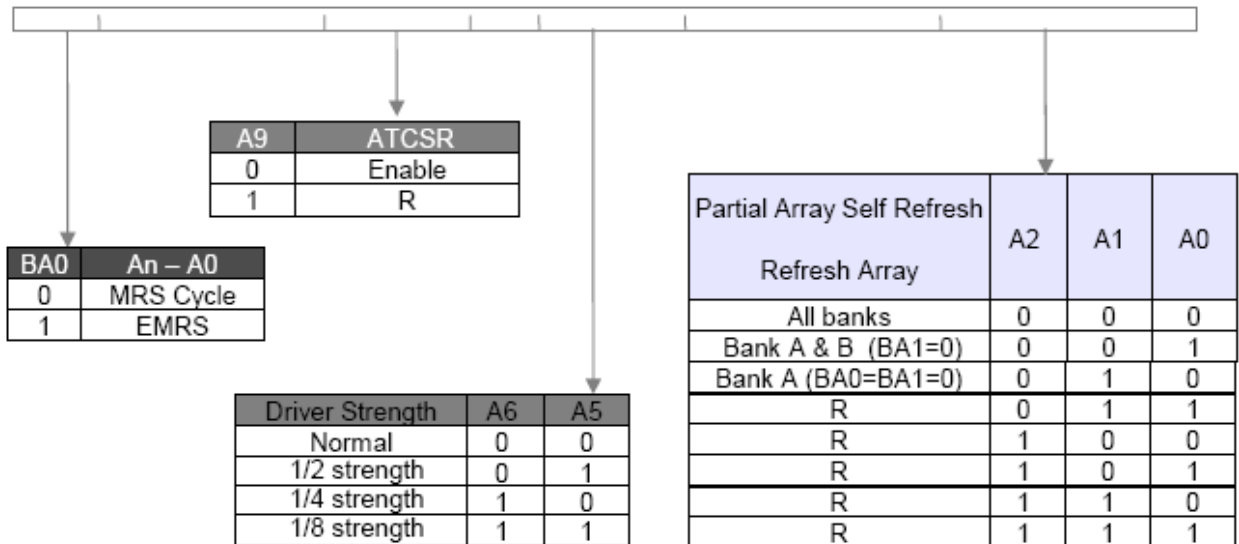 A9 ATCSR
0 Enable
1 R
BA0 An – A0
0 MRS Cycle
1 EMRS
Driver Strength A6 A5
Normal 0 0
1/2 strength 0 1
1/4 strength 1 0
1/8 strength 1 1
Partial Array Self Refresh
Refresh Array A2 A1 A0
All banks 0 0 0
Bank A & B (BA1=0) 0 0 1
Bank A (BA0=BA1=0) 0 1 0
R 0 1 1
R 1 0 0
R 1 0 1
R 1 1 0
R 1 1 1